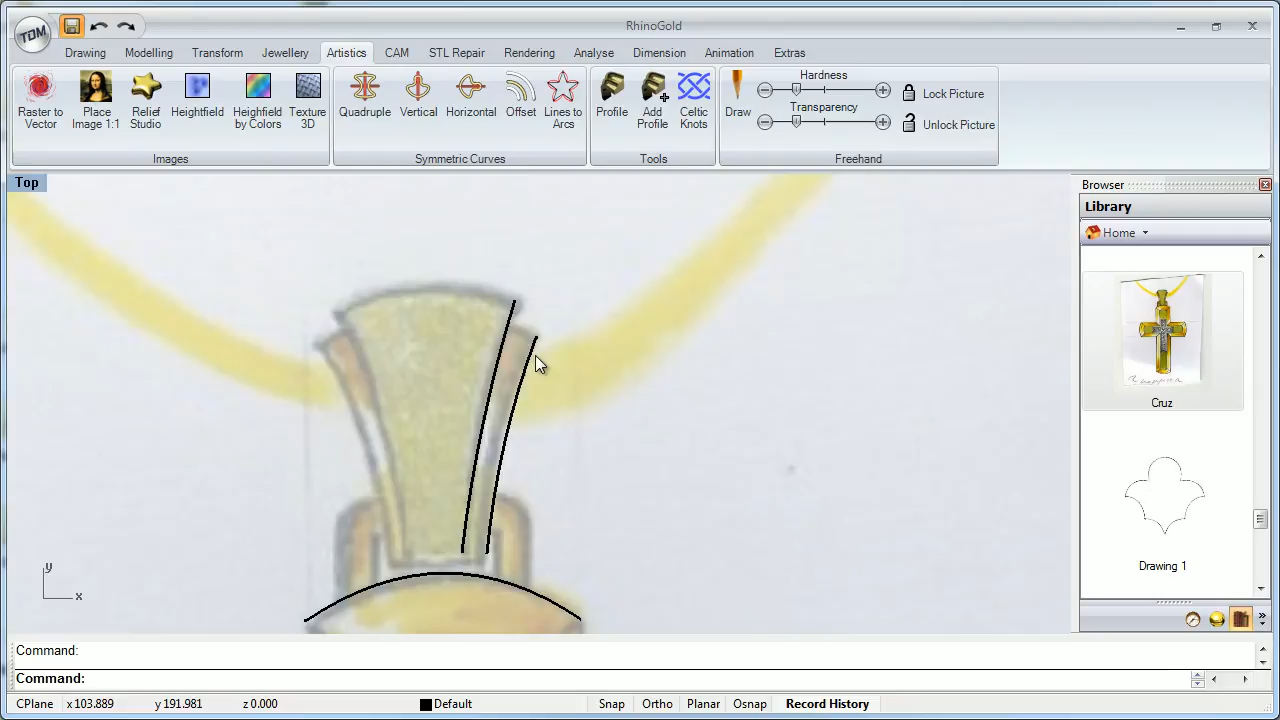 RhinoGold
TDM
Drawing Modelling Transform Jewellery Artistics CAM STL Repair Rendering Analyse Dimension Animation Extras
Raster to Vector
Place Image 1:1
Relief Studio
Heightfield
Heightfield by Colors
Texture 3D
Images
Quadruple
Vertical
Horizontal
Offset
Lines to Arcs
Symmetric Curves
Profile
Add Profile
Celtic Knots
Tools
Draw
Hardness
Transparency
Lock Picture
Unlock Picture
Freehand
Top
y
x
Browser
Library
Home
Cruz
Drawing 1
Command:
Command:
CPlane x 103.889 y 191.981 z 0.000 Default Snap Ortho Planar Osnap Record History